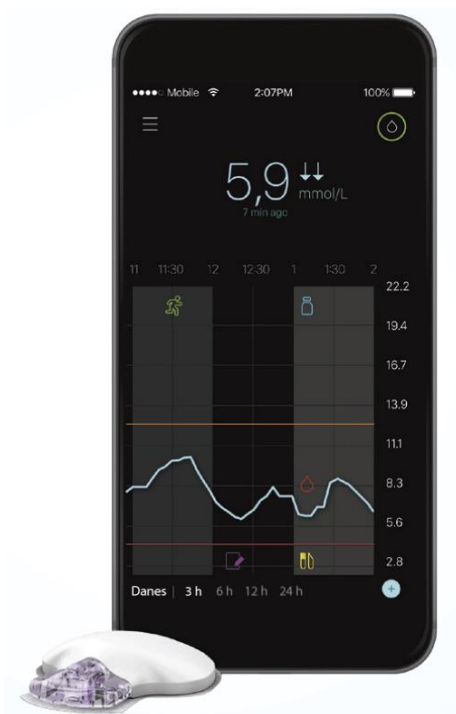 Mobile 2:07PM 100%
5,9 mmol/L
7 min ago
11 11:30 12 12:30 1 1:30 2
22.2
19.4
16.7
13.9
11.1
8.3
5.6
2.8
Danes | 3 h 6 h 12 h 24 h